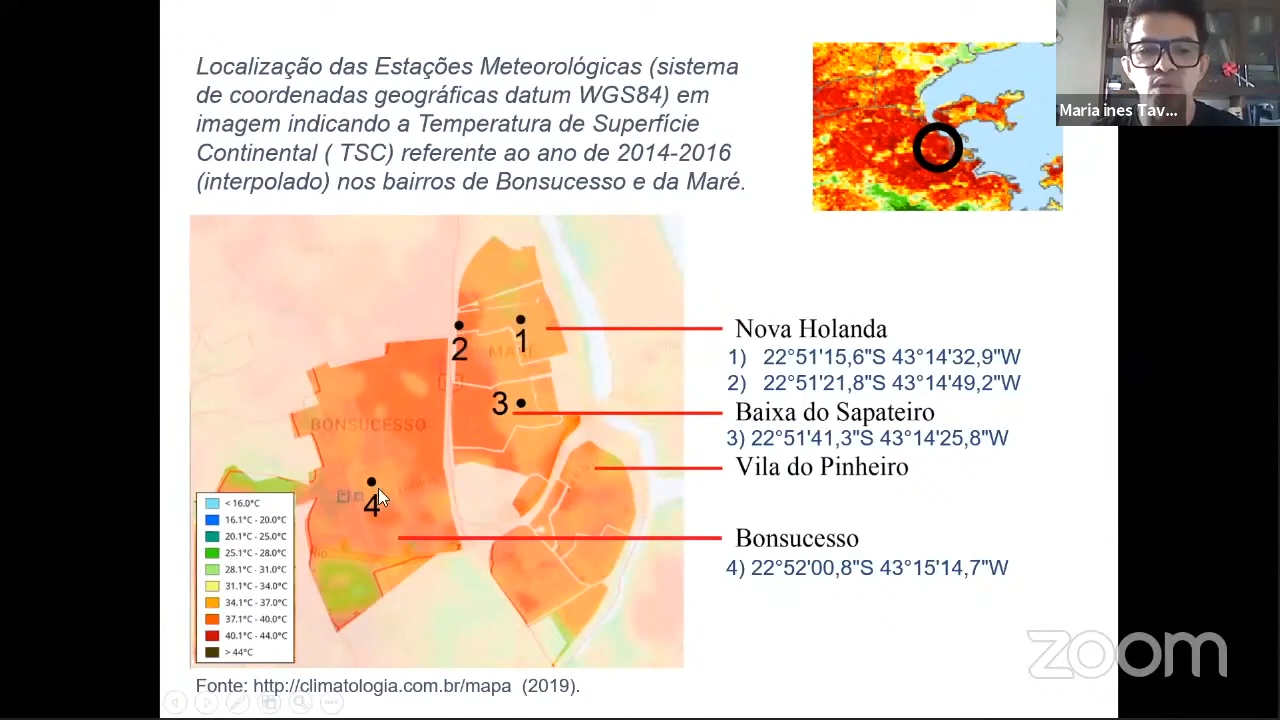 Localização das Estações Meteorológicas (sistema
de coordenadas geográficas datum WGS84) em
imagem indicando a Temperatura de Superfície
Continental ( TSC) referente ao ano de 2014-2016
(interpolado) nos bairros de Bonsucesso e da Maré.
Maria ines Tav...
1
2
MARÉ
3
BONSUCESSO
4
Nova Holanda
1) 22°51'15,6"S 43°14'32,9"W
2) 22°51'21,8"S 43°14'49,2"W
Baixa do Sapateiro
3) 22°51'41,3"S 43°14'25,8"W
Vila do Pinheiro
Bonsucesso
4) 22°52'00,8"S 43°15'14,7"W
< 16.0°C
16.1°C - 20.0°C
20.1°C - 25.0°C
25.1°C - 28.0°C
28.1°C - 31.0°C
31.1°C - 34.0°C
34.1°C - 37.0°C
37.1°C - 40.0°C
40.1°C - 44.0°C
> 44°C
Fonte: http://climatologia.com.br/mapa (2019).
zoom